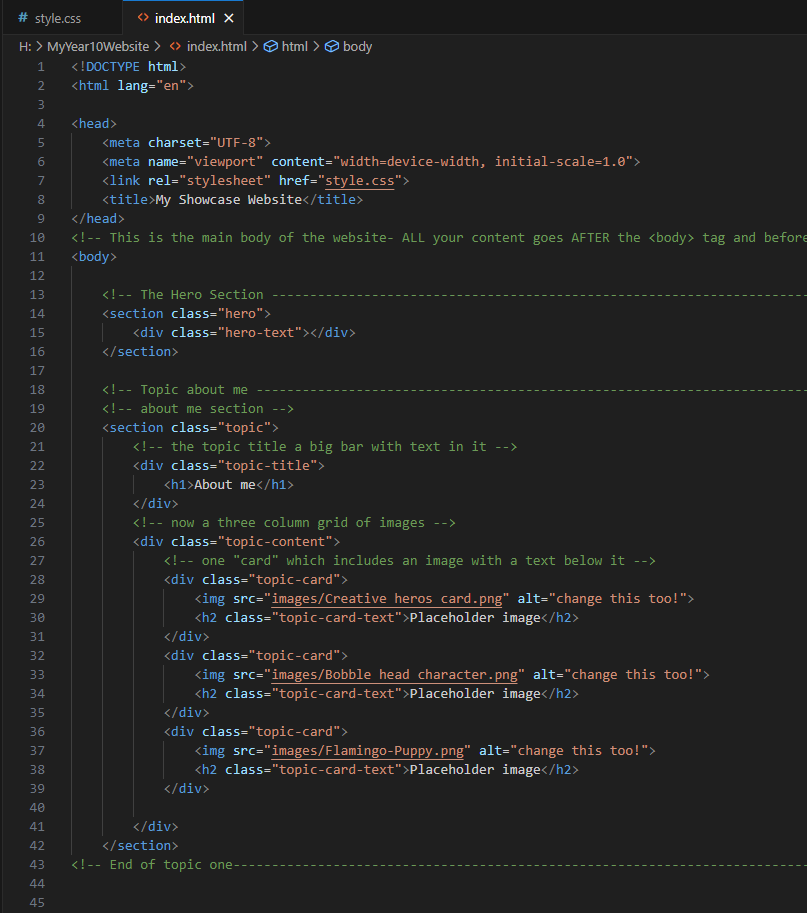 # style.css <> index.html ×
H: > MyYear10Website > <> index.html > html > body
1 <!DOCTYPE html>
2 <html lang="en">
3
4 <head>
5 <meta charset="UTF-8">
6 <meta name="viewport" content="width=device-width, initial-scale=1.0">
7 <link rel="stylesheet" href="style.css">
8 <title>My Showcase Website</title>
9 </head>
10 <!-- This is the main body of the website- ALL your content goes AFTER the <body> tag and before
11 <body>
12
13 <!-- The Hero Section ----------------------------------------------------------------------
14 <section class="hero">
15 <div class="hero-text"></div>
16 </section>
17
18 <!-- Topic about me ------------------------------------------------------------------------
19 <!-- about me section -->
20 <section class="topic">
21 <!-- the topic title a big bar with text in it -->
22 <div class="topic-title">
23 <h1>About me</h1>
24 </div>
25 <!-- now a three column grid of images -->
26 <div class="topic-content">
27 <!-- one "card" which includes an image with a text below it -->
28 <div class="topic-card">
29 <img src="images/Creative heros card.png" alt="change this too!">
30 <h2 class="topic-card-text">Placeholder image</h2>
31 </div>
32 <div class="topic-card">
33 <img src="images/Bobble head character.png" alt="change this too!">
34 <h2 class="topic-card-text">Placeholder image</h2>
35 </div>
36 <div class="topic-card">
37 <img src="images/Flamingo-Puppy.png" alt="change this too!">
38 <h2 class="topic-card-text">Placeholder image</h2>
39 </div>
40
41 </div>
42 </section>
43 <!-- End of topic one---------------------------------------------------------------------------
44
45